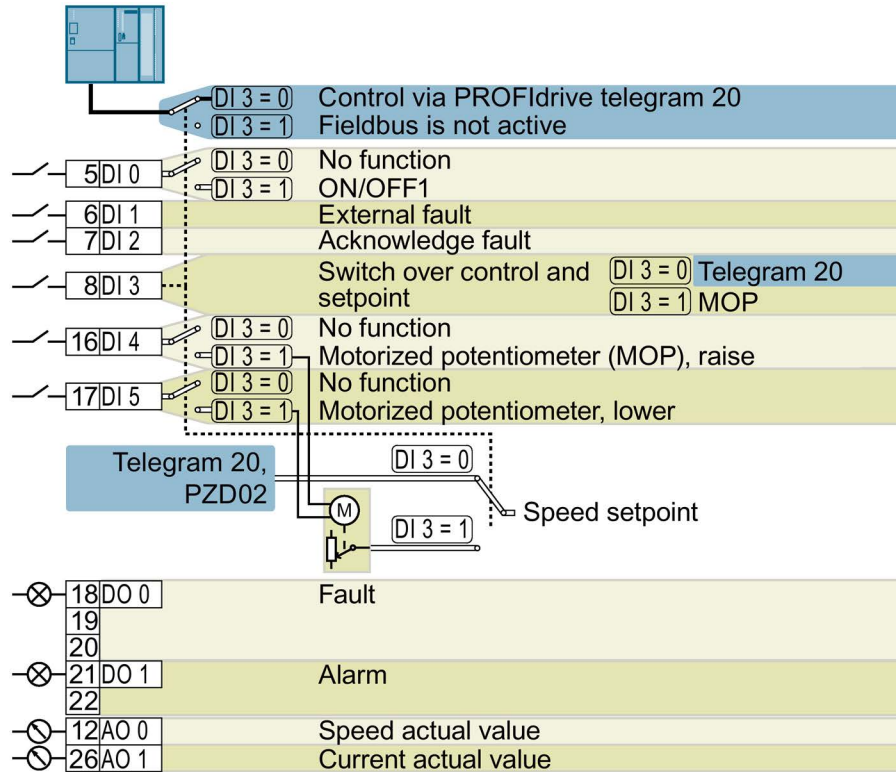 DI 3 = 0 Control via PROFIdrive telegram 20
DI 3 = 1 Fieldbus is not active
5 DI 0 DI 3 = 0 No function
DI 3 = 1 ON/OFF1
6 DI 1 External fault
7 DI 2 Acknowledge fault
8 DI 3 Switch over control and setpoint DI 3 = 0 Telegram 20
DI 3 = 1 MOP
16 DI 4 DI 3 = 0 No function
DI 3 = 1 Motorized potentiometer (MOP), raise
17 DI 5 DI 3 = 0 No function
DI 3 = 1 Motorized potentiometer, lower
Telegram 20,
PZD02
DI 3 = 0
M
Speed setpoint
DI 3 = 1
18 DO 0 Fault
19
20
21 DO 1 Alarm
22
12 AO 0 Speed actual value
26 AO 1 Current actual value